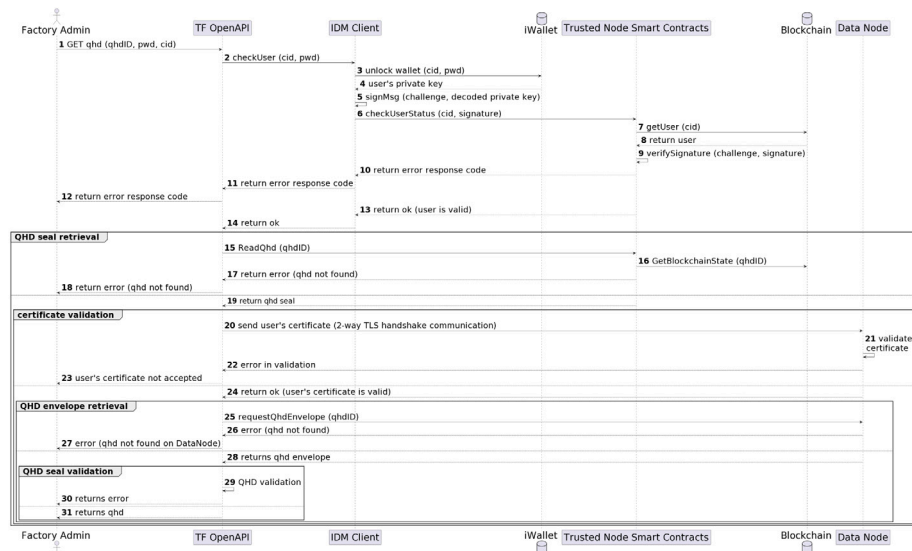 Factory Admin
TF OpenAPI
IDM Client
iWallet
Trusted Node Smart Contracts
Blockchain
Data Node
1 GET qhd (qhdID, pwd, cid)
2 checkUser (cid, pwd)
3 unlock wallet (cid, pwd)
4 user's private key
5 signMsg (challenge, decoded private key)
6 checkUserStatus (cid, signature)
7 getUser (cid)
8 return user
9 verifySignature (challenge, signature)
10 return error response code
11 return error response code
12 return error response code
13 return ok (user is valid)
14 return ok
QHD seal retrieval
15 ReadQhd (qhdID)
16 GetBlockchainState (qhdID)
17 return error (qhd not found)
18 return error (qhd not found)
19 return qhd seal
certificate validation
20 send user's certificate (2-way TLS handshake communication)
21 validate
certificate
22 error in validation
23 user's certificate not accepted
24 return ok (user's certificate is valid)
QHD envelope retrieval
25 requestQhdEnvelope (qhdID)
26 error (qhd not found)
27 error (qhd not found on DataNode)
28 returns qhd envelope
QHD seal validation
29 QHD validation
30 returns error
31 returns qhd
Factory Admin
TF OpenAPI
IDM Client
iWallet
Trusted Node Smart Contracts
Blockchain
Data Node